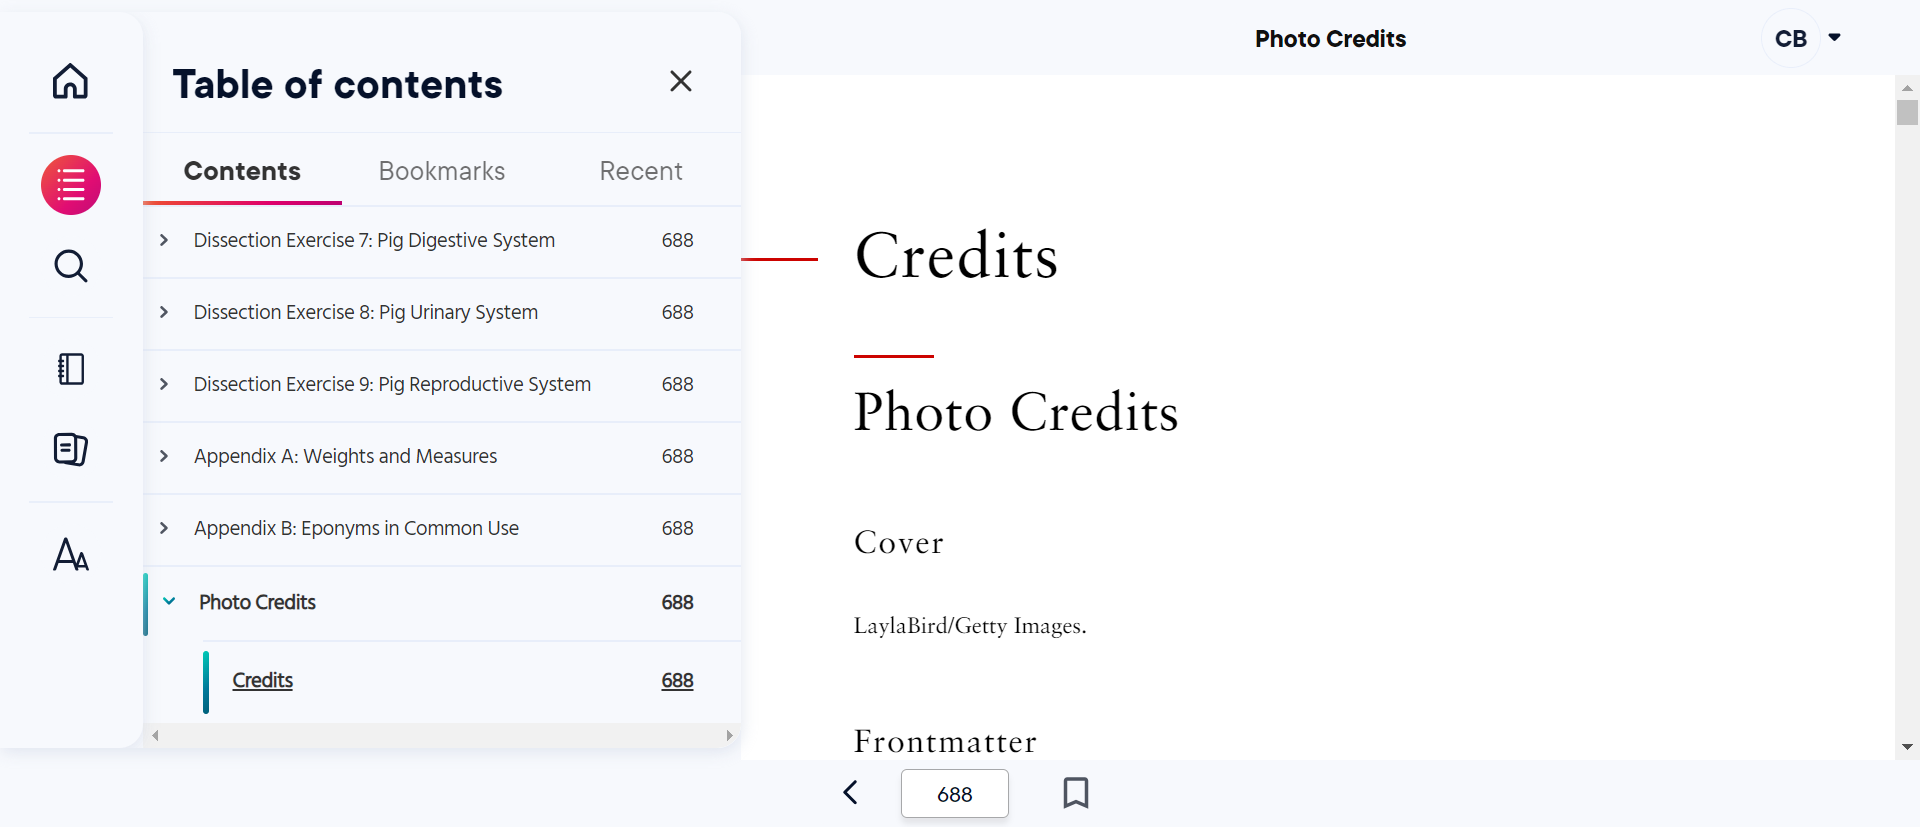 Table of contents
Contents Bookmarks Recent
Dissection Exercise 7: Pig Digestive System 688
Dissection Exercise 8: Pig Urinary System 688
Dissection Exercise 9: Pig Reproductive System 688
Appendix A: Weights and Measures 688
Appendix B: Eponyms in Common Use 688
Photo Credits 688
Credits 688
Photo Credits
CB
Credits
Photo Credits
Cover
LaylaBird/Getty Images.
Frontmatter
688